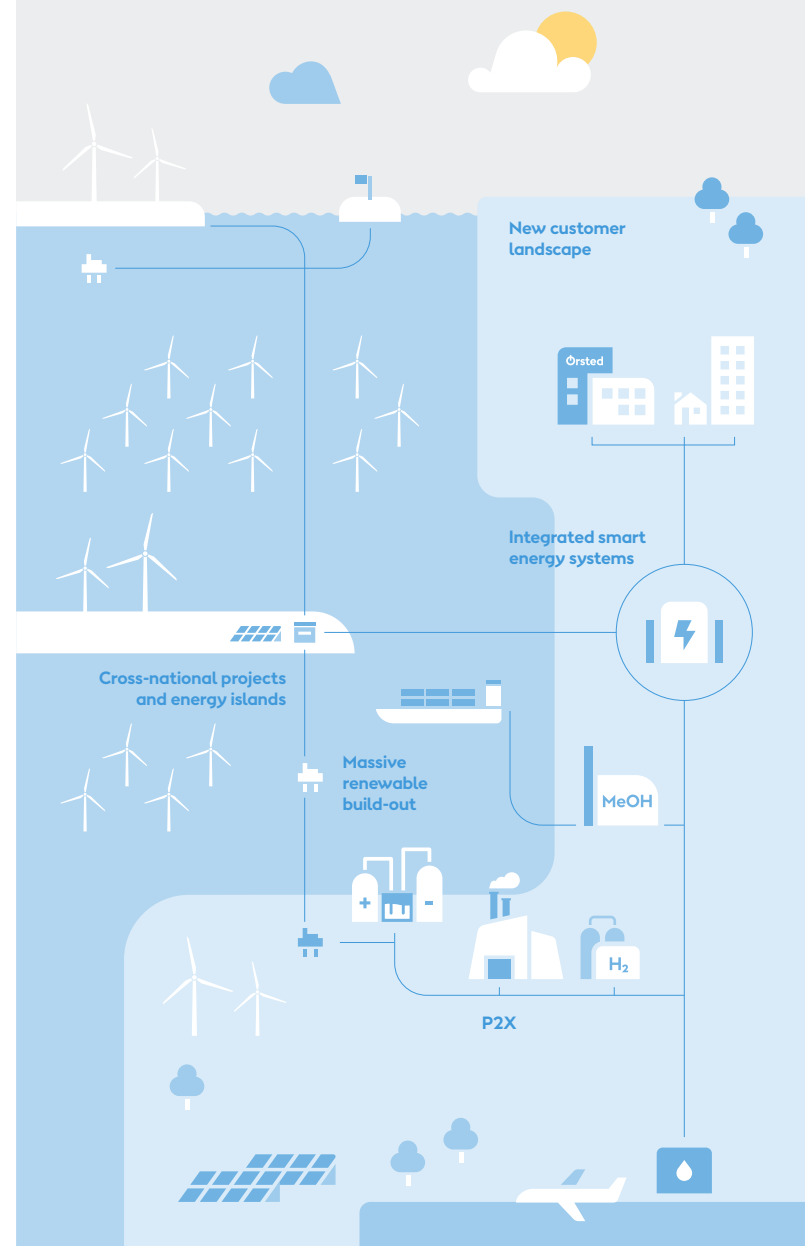 New customer
landscape
Ørsted
Integrated smart
energy systems
Cross-national projects
and energy islands
Massive
renewable
build-out
MeOH
+
-
H₂
P2X